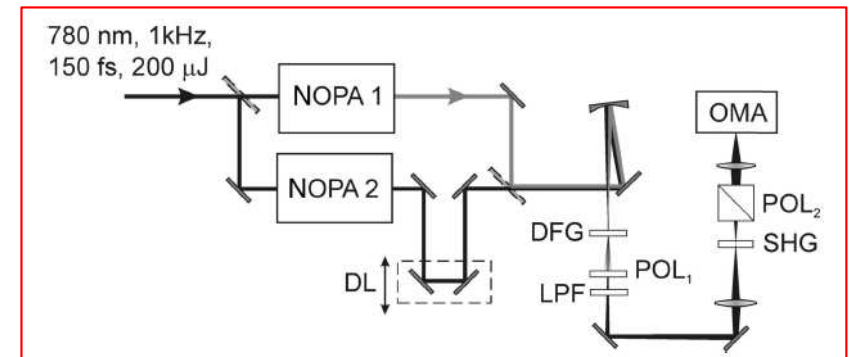 780 nm, 1kHz,
150 fs, 200 μJ
NOPA 1
OMA
NOPA 2
POL₂
DFG
SHG
DL
POL₁
LPF